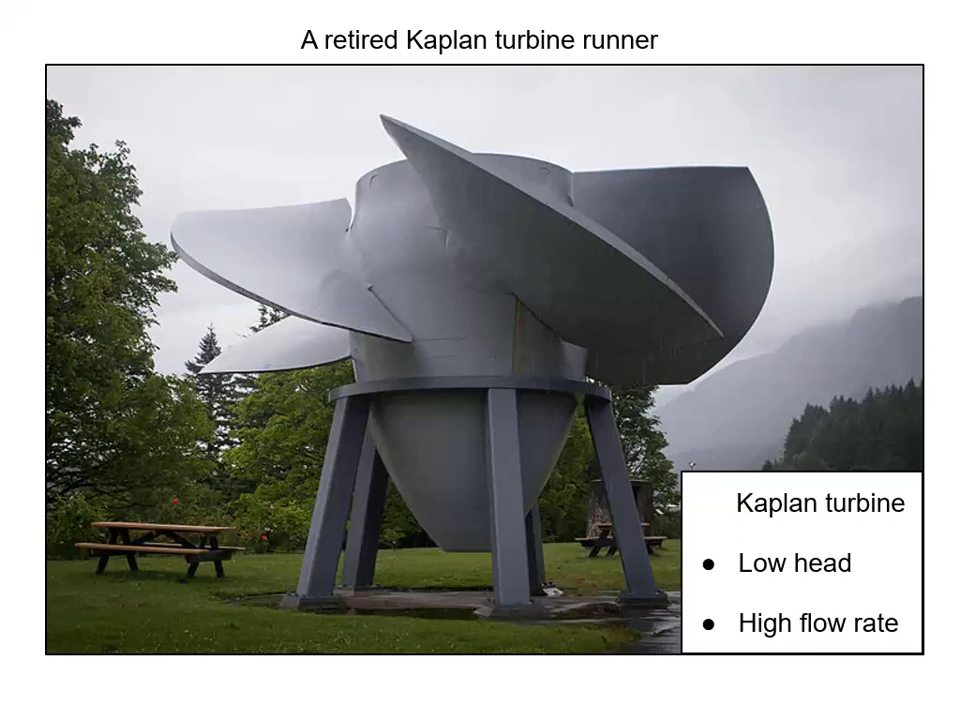 A retired Kaplan turbine runner
Kaplan turbine
● Low head
● High flow rate